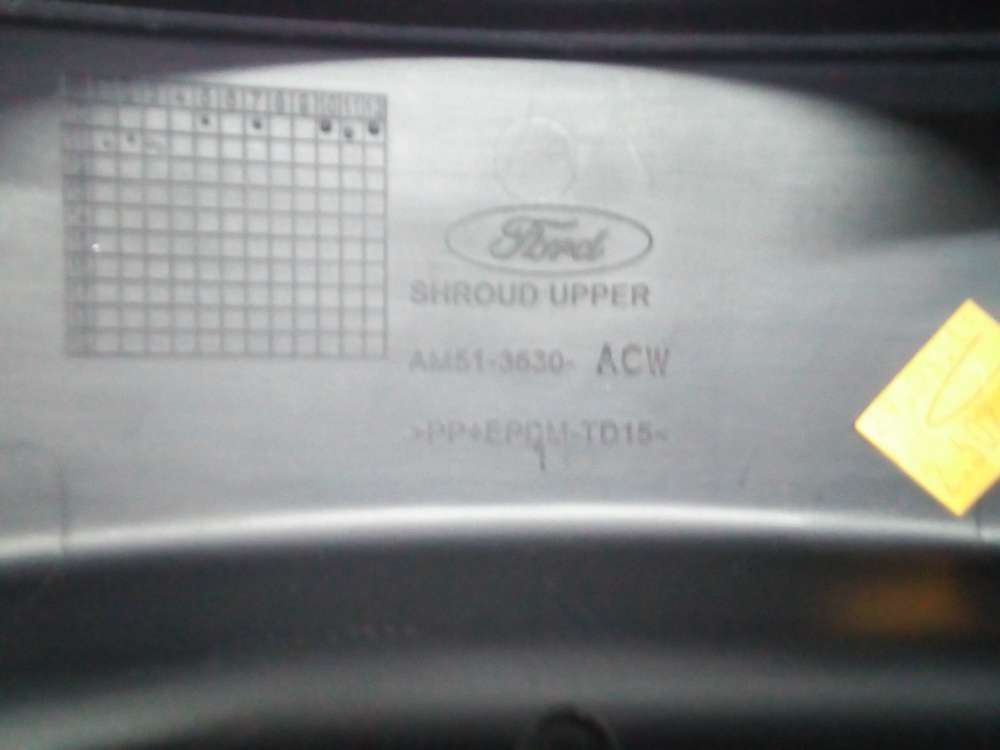 Ford
SHROUD UPPER
AM51-3530- ACW
>PP+EPDM-TD15<